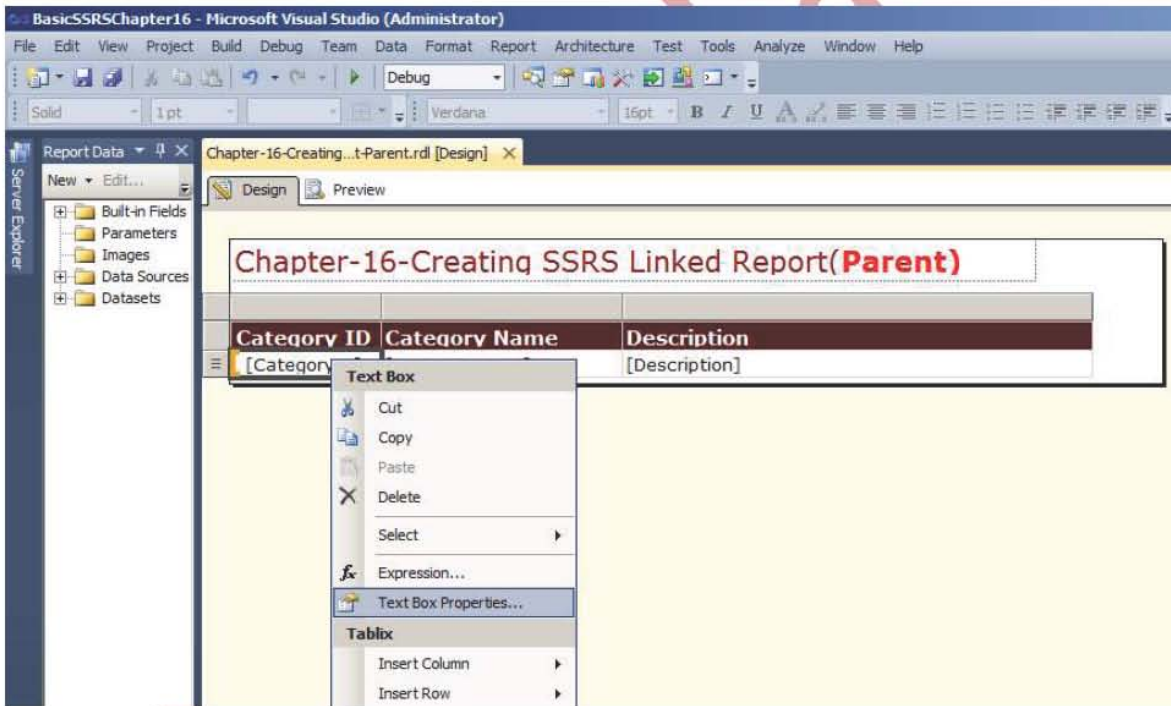 BasicSSRSChapter16 - Microsoft Visual Studio (Administrator)
File Edit View Project Build Debug Team Data Format Report Architecture Test Tools Analyze Window Help
Debug
Solid 1 pt Verdana 16pt B I U A
Server Explorer
Report Data
New Edit...
Built-in Fields
Parameters
Images
Data Sources
Datasets
Chapter-16-Creating...t-Parent.rdl [Design]
Design Preview
Chapter-16-Creating SSRS Linked Report(Parent)
Category ID Category Name Description
[Category [Description]
Text Box
Cut
Copy
Paste
Delete
Select
fx Expression...
Text Box Properties...
Tablix
Insert Column
Insert Row